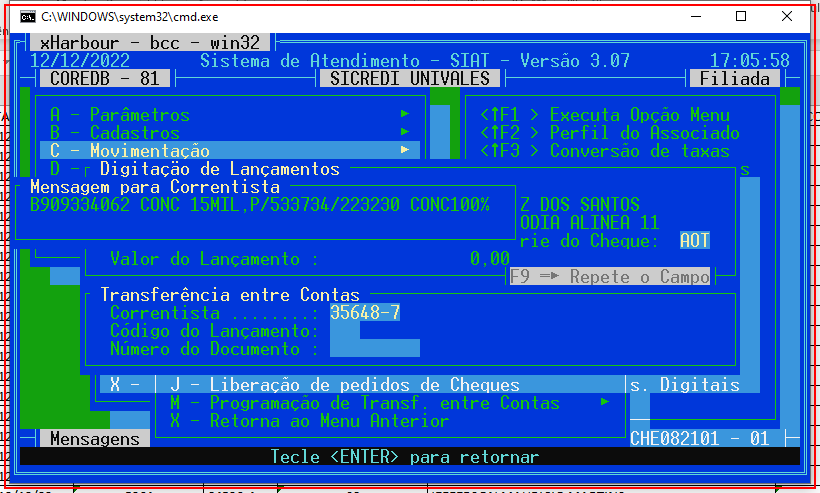 C:\WINDOWS\system32\cmd.exe
xHarbour - bcc - win32
12/12/2022 Sistema de Atendimento - SIAT - Versão 3.07 17:05:58
COREDB - 81 SICREDI UNIVALES Filiada
A - Parâmetros
<↑F1 > Executa Opção Menu
B - Cadastros
<↑F2 > Perfil do Associado
C - Movimentação
<↑F3 > Conversão de taxas
D - Digitação de Lançamentos s
Mensagem para Correntista
B909334062 CONC 15MIL,P/533734/223230 CONC100% Z DOS SANTOS
ODIA ALINEA 11
rie do Cheque: AOT
Valor do Lançamento : 0,00
F9 => Repete o Campo
Transferência entre Contas
Correntista ........: 35648-7
Código do Lançamento:
Número do Documento :
X - J - Liberação de pedidos de Cheques s. Digitais
M - Programação de Transf. entre Contas
X - Retorna ao Menu Anterior
Mensagens CHE082101 - 01
Tecle <ENTER> para retornar